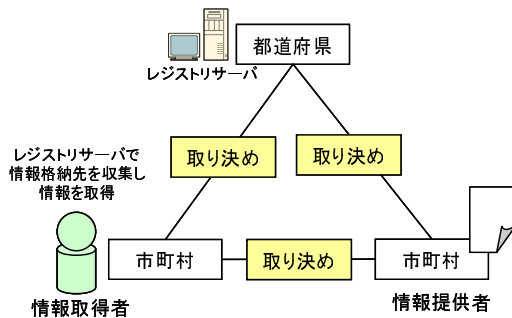 都道府県
レジストリサーバ
取り決め
取り決め
レジストリサーバで
情報格納先を収集し
情報を取得
市町村
取り決め
市町村
情報取得者
情報提供者